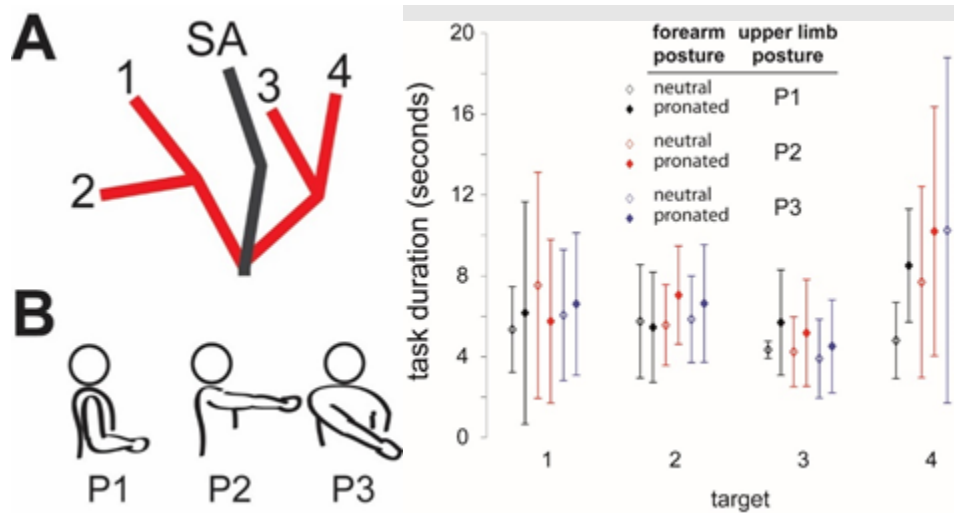 A
SA
1
3
4
2
B
P1
P2
P3
task duration (seconds)
20
16
12
8
4
0
forearm posture
upper limb posture
neutral
pronated
P1
neutral
pronated
P2
neutral
pronated
P3
1
2
3
4
target